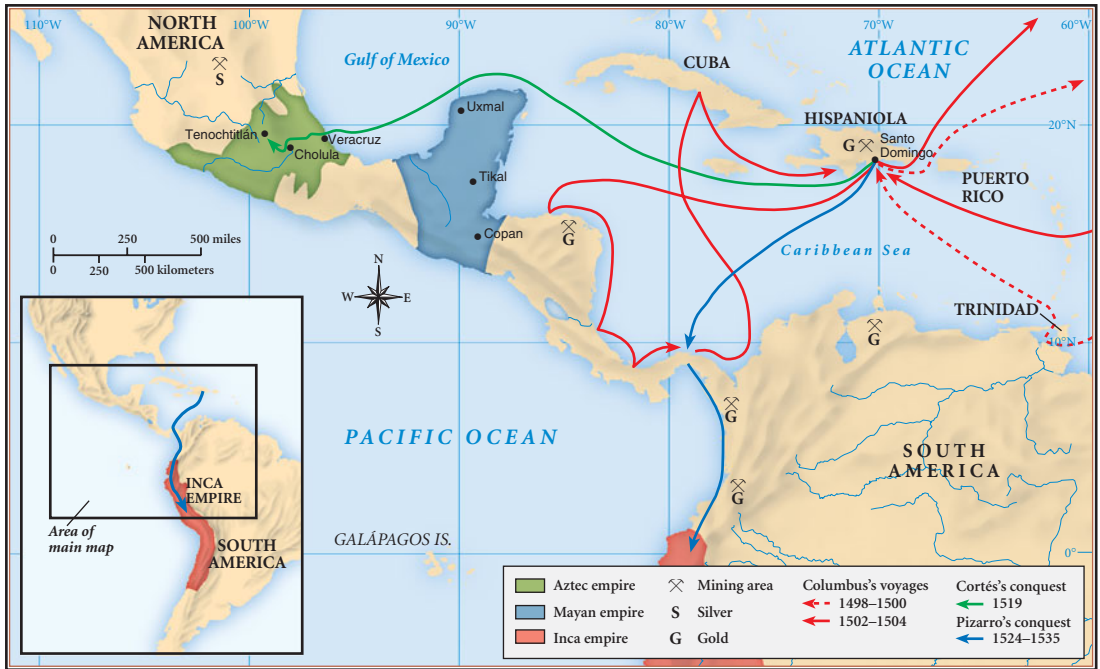 110°W
100°W
90°W
80°W
70°W
60°W
NORTH
AMERICA
S
Gulf of Mexico
CUBA
ATLANTIC
OCEAN
Uxmal
HISPANIOLA
20°N
Tenochtitlán
Veracruz
Cholula
G
Santo
Domingo
Tikal
PUERTO
RICO
Copan
G
Caribbean Sea
0 250 500 miles
0 250 500 kilometers
N
W E
S
TRINIDAD
G
10°N
G
PACIFIC OCEAN
SOUTH
AMERICA
G
INCA
EMPIRE
Area of
main map
SOUTH
AMERICA
GALÁPAGOS IS.
0°
Aztec empire
Mayan empire
Inca empire
Mining area
S Silver
G Gold
Columbus's voyages
1498–1500
1502–1504
Cortés's conquest
1519
Pizarro's conquest
1524–1535